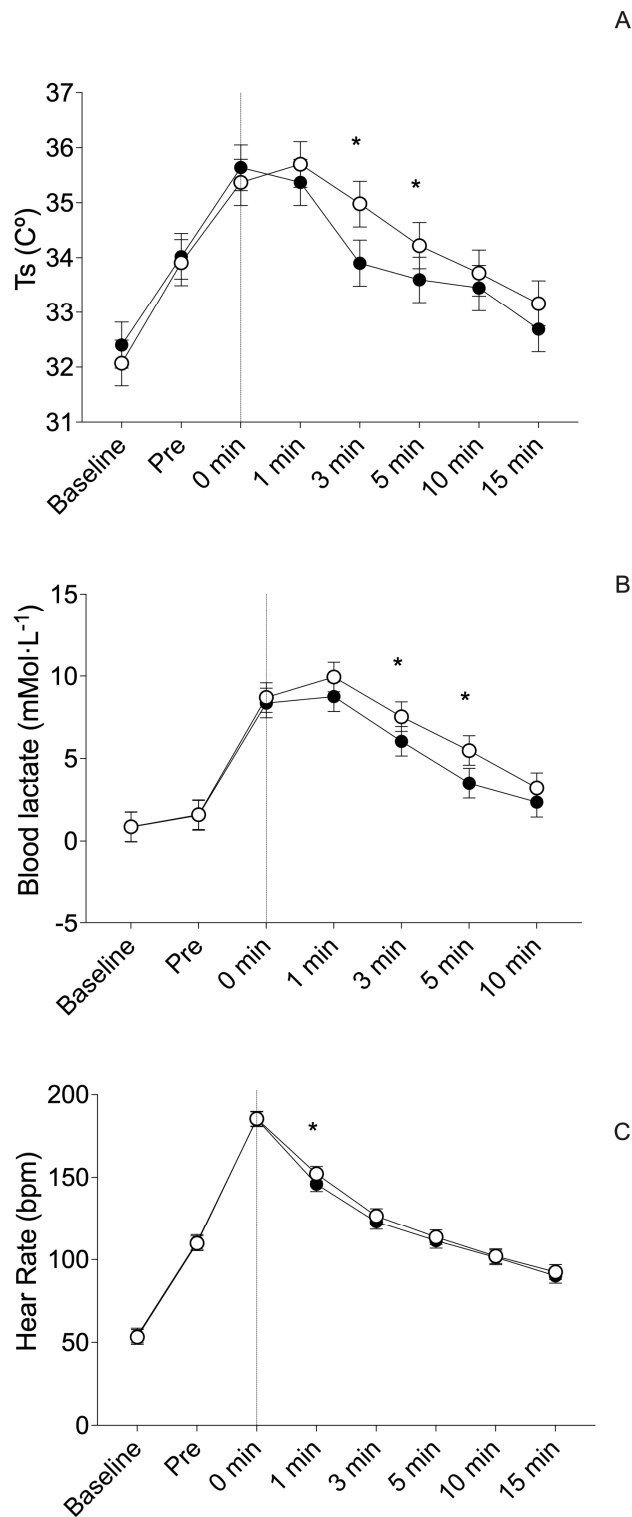 A
37
36
35
34
33
32
31
Ts (Cº)
*
*
Baseline
Pre
0 min
1 min
3 min
5 min
10 min
15 min
B
15
10
5
0
-5
Blood lactate (mMol·L-1)
*
*
Baseline
Pre
0 min
1 min
3 min
5 min
10 min
C
200
150
100
50
0
Hear Rate (bpm)
*
Baseline
Pre
0 min
1 min
3 min
5 min
10 min
15 min